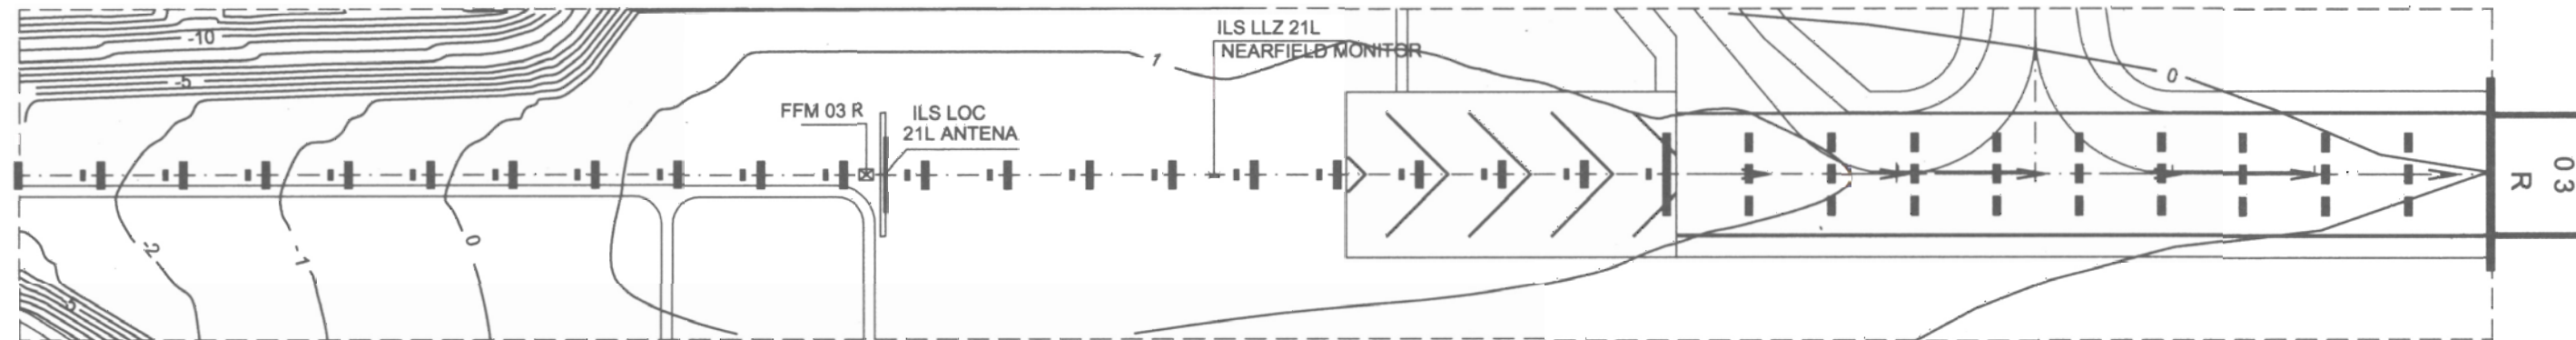 -10
-5
ILS LLZ 21L
NEARFIELD MONITOR
1
0
FFM 03 R
ILS LOC
21L ANTENA
-2
-1
0
03
R